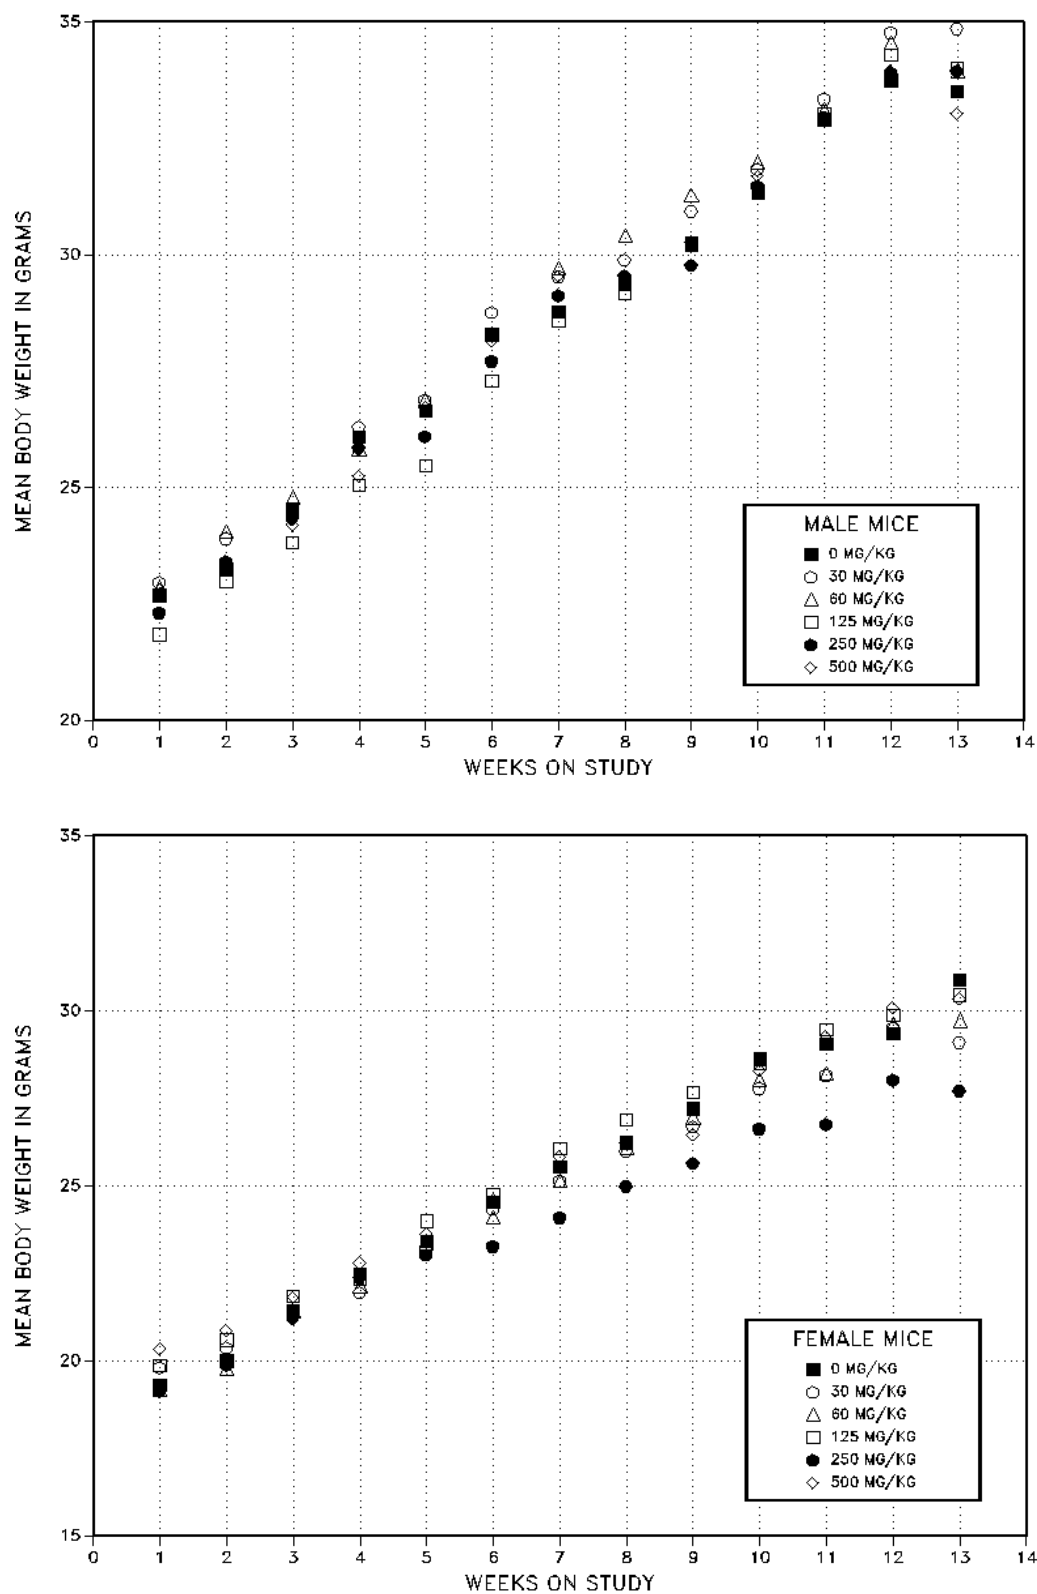 35
30
25
20
MEAN BODY WEIGHT IN GRAMS
MALE MICE
0 MG/KG
30 MG/KG
60 MG/KG
125 MG/KG
250 MG/KG
500 MG/KG
0 1 2 3 4 5 6 7 8 9 10 11 12 13 14
WEEKS ON STUDY
35
30
25
20
15
MEAN BODY WEIGHT IN GRAMS
FEMALE MICE
0 MG/KG
30 MG/KG
60 MG/KG
125 MG/KG
250 MG/KG
500 MG/KG
0 1 2 3 4 5 6 7 8 9 10 11 12 13 14
WEEKS ON STUDY